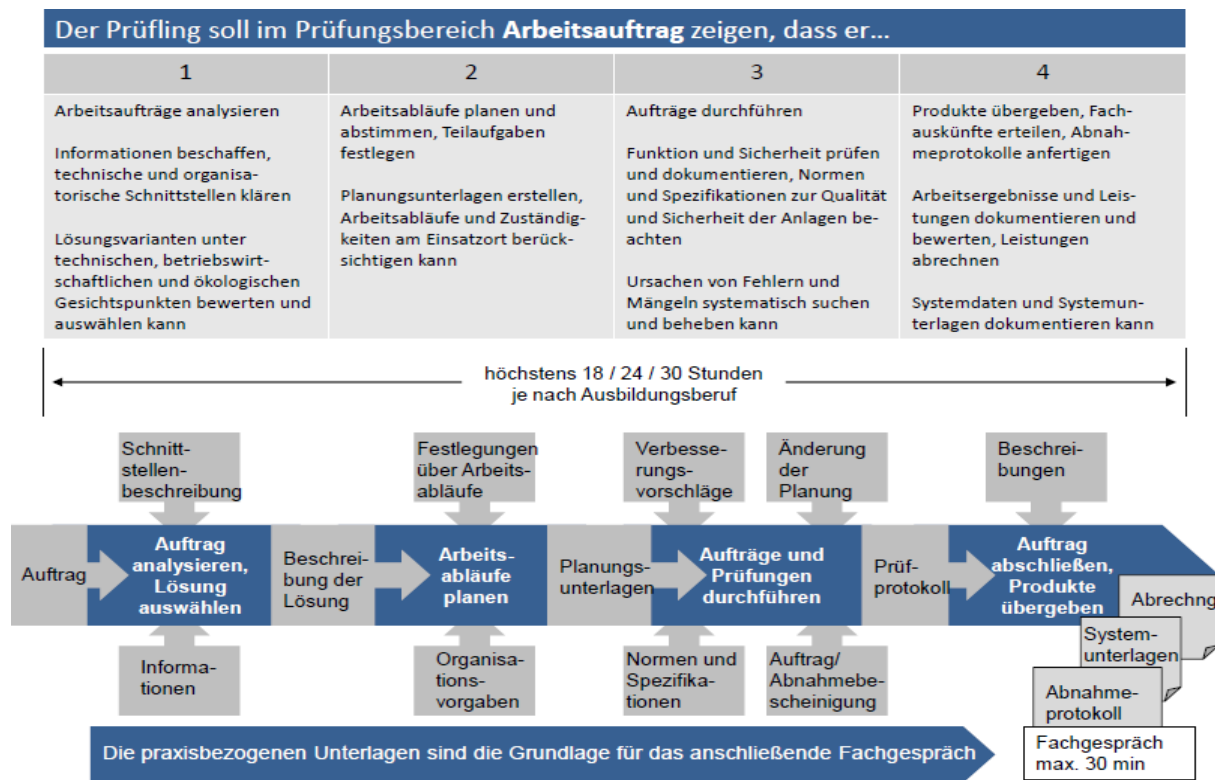 Der Prüfling soll im Prüfungsbereich Arbeitsauftrag zeigen, dass er…
1
Arbeitsaufträge analysieren
Informationen beschaffen,
technische und organisa-
torische Schnittstellen klären
Lösungsvarianten unter
technischen, betriebswirt-
schaftlichen und ökologischen
Gesichtspunkten bewerten und
auswählen kann
2
Arbeitsabläufe planen und
abstimmen, Teilaufgaben
festlegen
Planungsunterlagen erstellen,
Arbeitsabläufe und Zuständig-
keiten am Einsatzort berück-
sichtigen kann
3
Aufträge durchführen
Funktion und Sicherheit prüfen
und dokumentieren, Normen
und Spezifikationen zur Qualität
und Sicherheit der Anlagen be-
achten
Ursachen von Fehlern und
Mängeln systematisch suchen
und beheben kann
4
Produkte übergeben, Fach-
auskünfte erteilen, Abnah-
meprotokolle anfertigen
Arbeitsergebnisse und Leis-
tungen dokumentieren und
bewerten, Leistungen
abrechnen
Systemdaten und Systemun-
terlagen dokumentieren kann
höchstens 18 / 24 / 30 Stunden
je nach Ausbildungsberuf
Schnitt-
stellen-
beschreibung
Festlegungen
über Arbeits-
abläufe
Verbesse-
rungs-
vorschläge
Änderung
der
Planung
Beschrei-
bungen
Auftrag
Auftrag
analysieren,
Lösung
auswählen
Beschrei-
bung der
Lösung
Arbeits-
abläufe
planen
Planungs-
unterlagen
Aufträge und
Prüfungen
durchführen
Prüf-
protokoll
Auftrag
abschließen,
Produkte
übergeben
Abrechng
System-
unterlagen
Abnahme-
protokoll
Informa-
tionen
Organisa-
tions-
vorgaben
Normen und
Spezifika-
tionen
Auftrag/
Abnahmebe-
scheinigung
Fachgespräch
max. 30 min
Die praxisbezogenen Unterlagen sind die Grundlage für das anschließende Fachgespräch